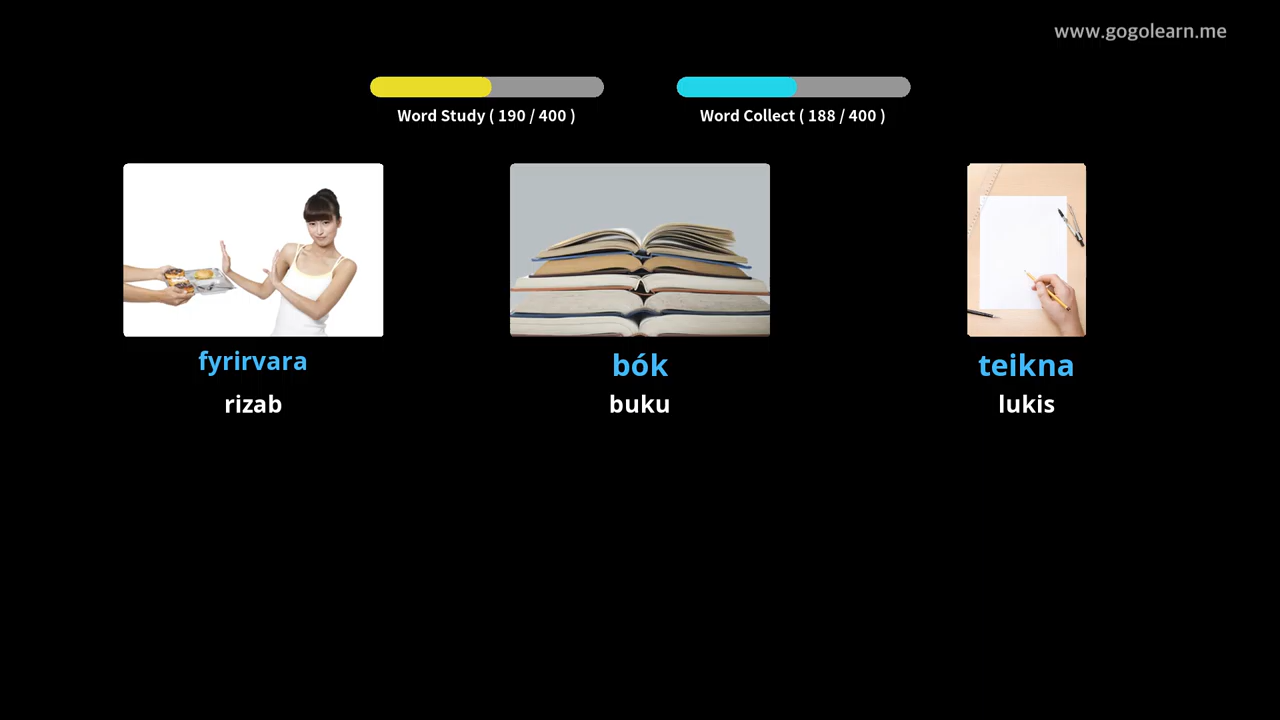 www.gogolearn.me
Word Study ( 190 / 400 )
Word Collect ( 188 / 400 )
fyrirvara
bók
teikna
rizab
buku
lukis